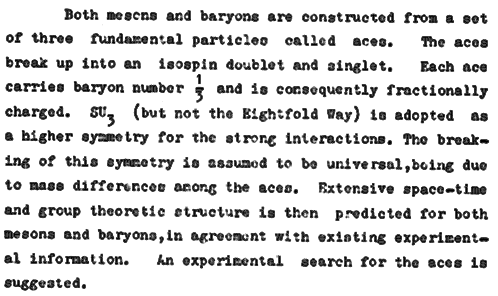 Both mesons and baryons are constructed from a set
of three fundamental particles called aces. The aces
break up into an isospin doublet and singlet. Each ace
carries baryon number 1/3 and is consequently fractionally
charged. SU₃ (but not the Eightfold Way) is adopted as
a higher symmetry for the strong interactions. The break-
ing of this symmetry is assumed to be universal,being due
to mass differences among the aces. Extensive space-time
and group theoretic structure is then predicted for both
mesons and baryons,in agreement with existing experiment-
al information. An experimental search for the aces is
suggested.